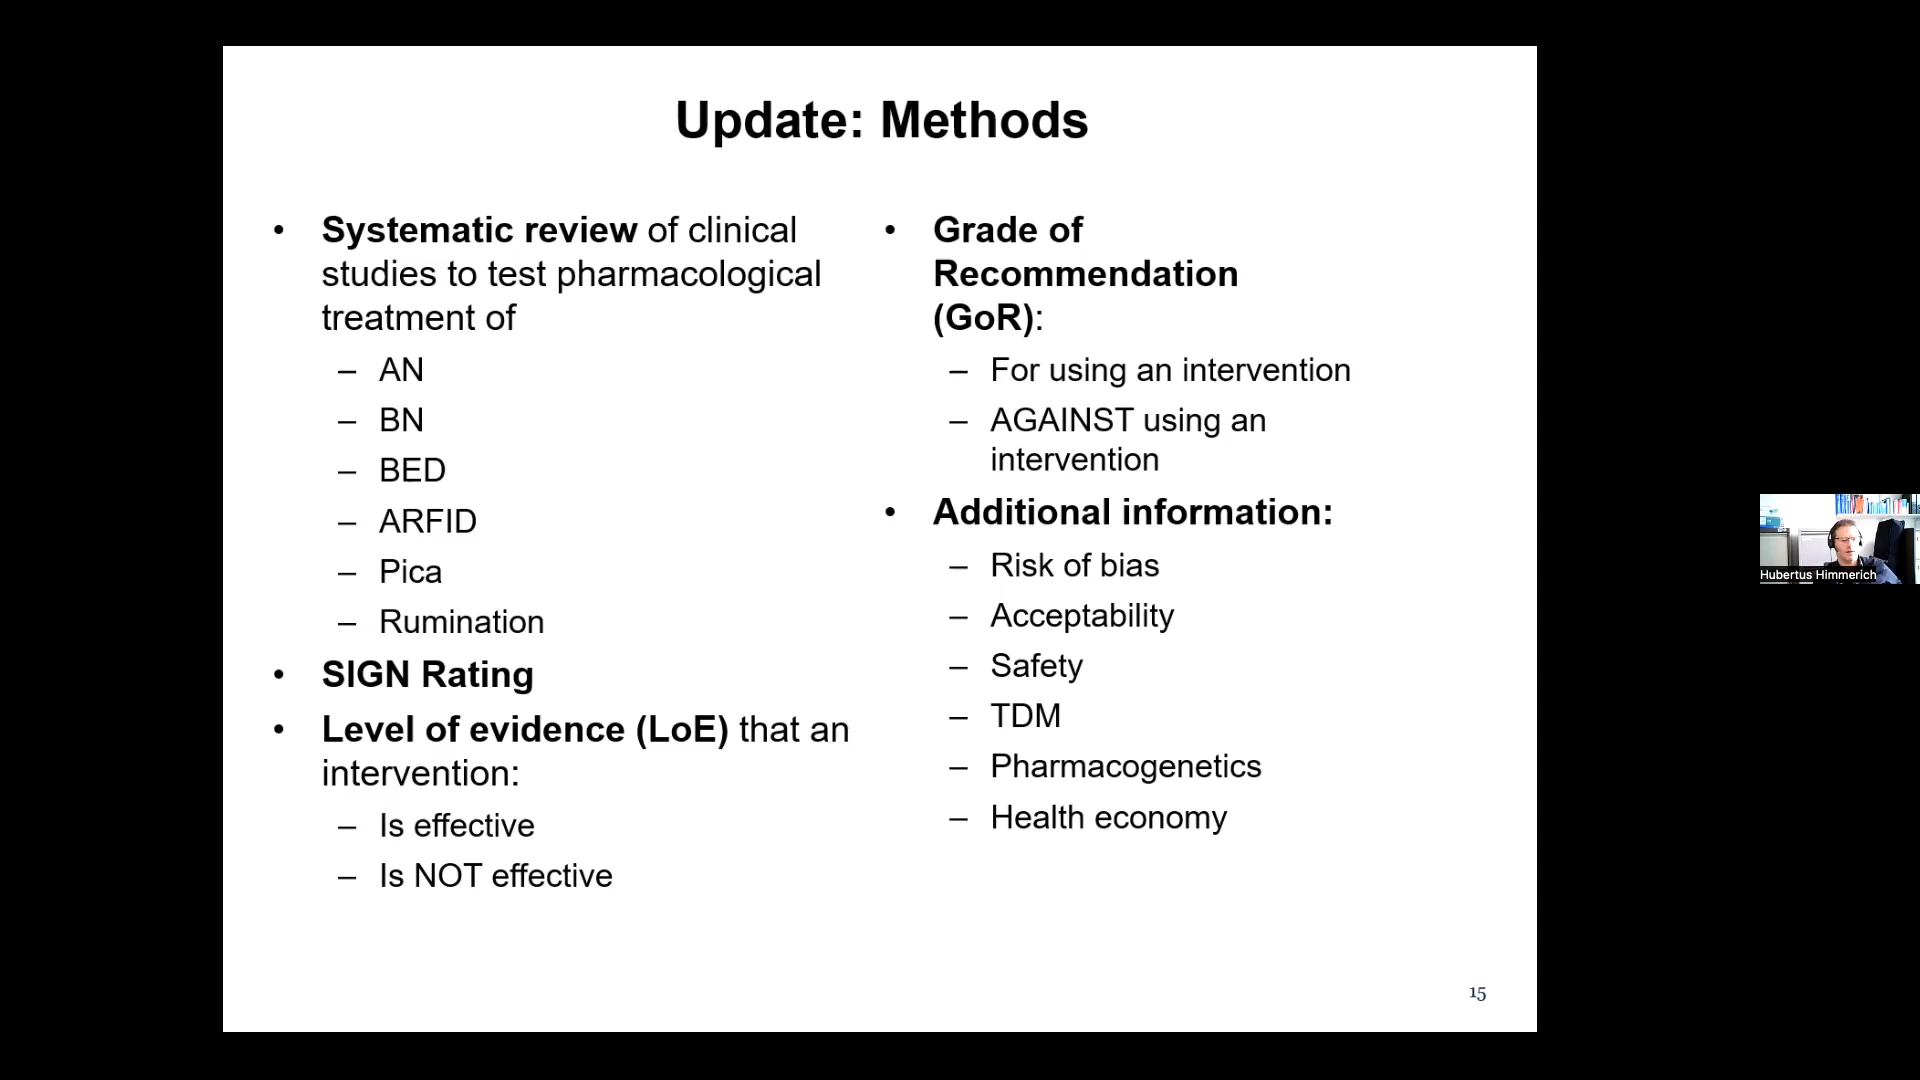 Update: Methods
• Systematic review of clinical
studies to test pharmacological
treatment of
– AN
– BN
– BED
– ARFID
– Pica
– Rumination
• SIGN Rating
• Level of evidence (LoE) that an
intervention:
– Is effective
– Is NOT effective
• Grade of
Recommendation
(GoR):
– For using an intervention
– AGAINST using an
intervention
• Additional information:
– Risk of bias
– Acceptability
– Safety
– TDM
– Pharmacogenetics
– Health economy
15
Hubertus Himmerich